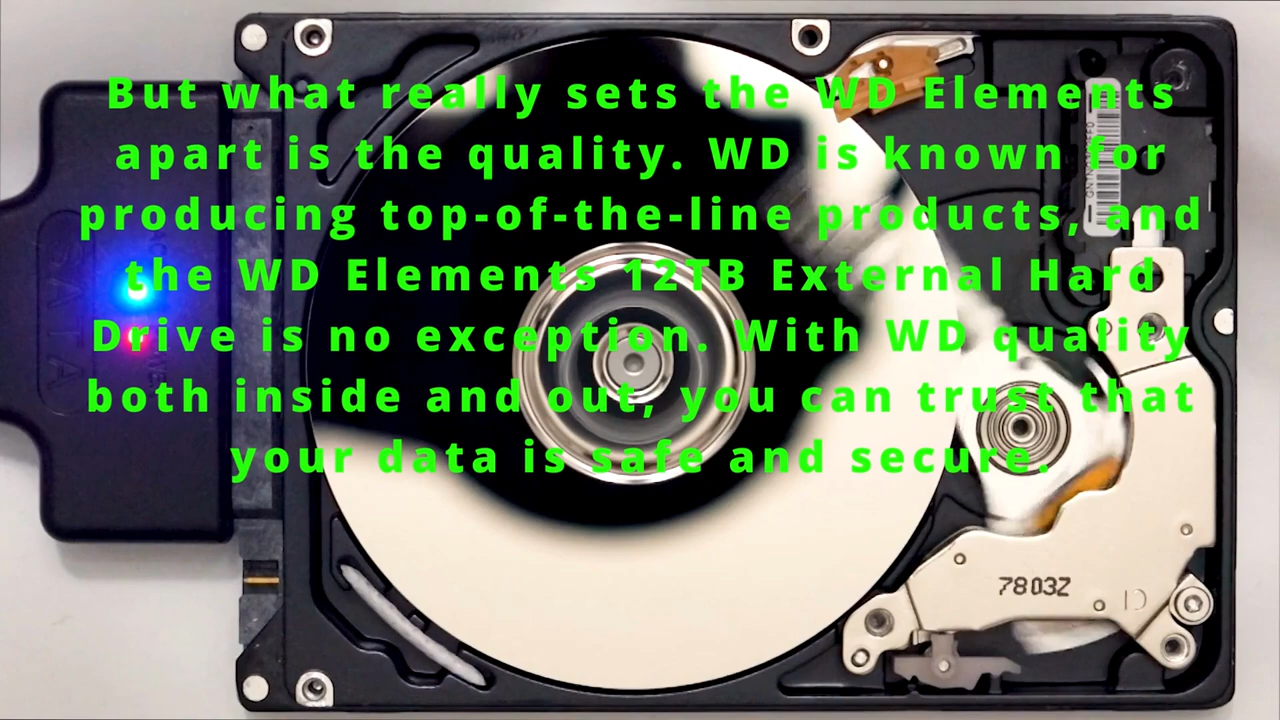 But what really sets the WD Elements
apart is the quality. WD is known for
producing top-of-the-line products, and
the WD Elements 12TB External Hard
Drive is no exception. With WD quality
both inside and out, you can trust that
your data is safe and secure.
SATA
7803Z